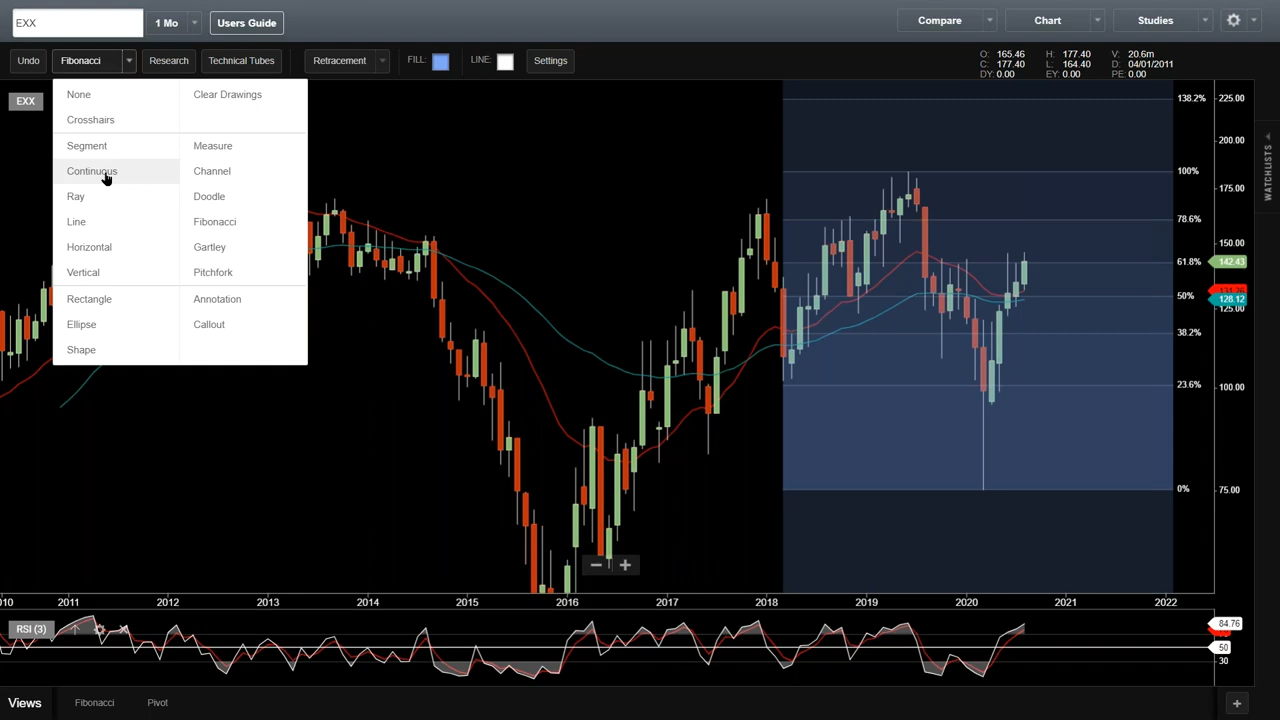 EXX 1 Mo Users Guide Compare Chart Studies
Undo Fibonacci Research Technical Tubes Retracement FILL: LINE: Settings
O: 165.46 H: 177.40 V: 20.6m
C: 177.40 L: 164.40 D: 04/01/2011
DY: 0.00 EY: 0.00 PE: 0.00
EXX
None Clear Drawings
Crosshairs
Segment Measure
Continuous Channel
Ray Doodle
Line Fibonacci
Horizontal Gartley
Vertical Pitchfork
Rectangle Annotation
Ellipse Callout
Shape
138.2% 225.00
200.00
WATCHLISTS
100%
175.00
78.6%
150.00
61.8% 142.43
50% 131.26
128.12
125.00
38.2%
23.6% 100.00
0% 75.00
− +
10 2011 2012 2013 2014 2015 2016 2017 2018 2019 2020 2021 2022
RSI (3) 84.76
50
30
Views Fibonacci Pivot +